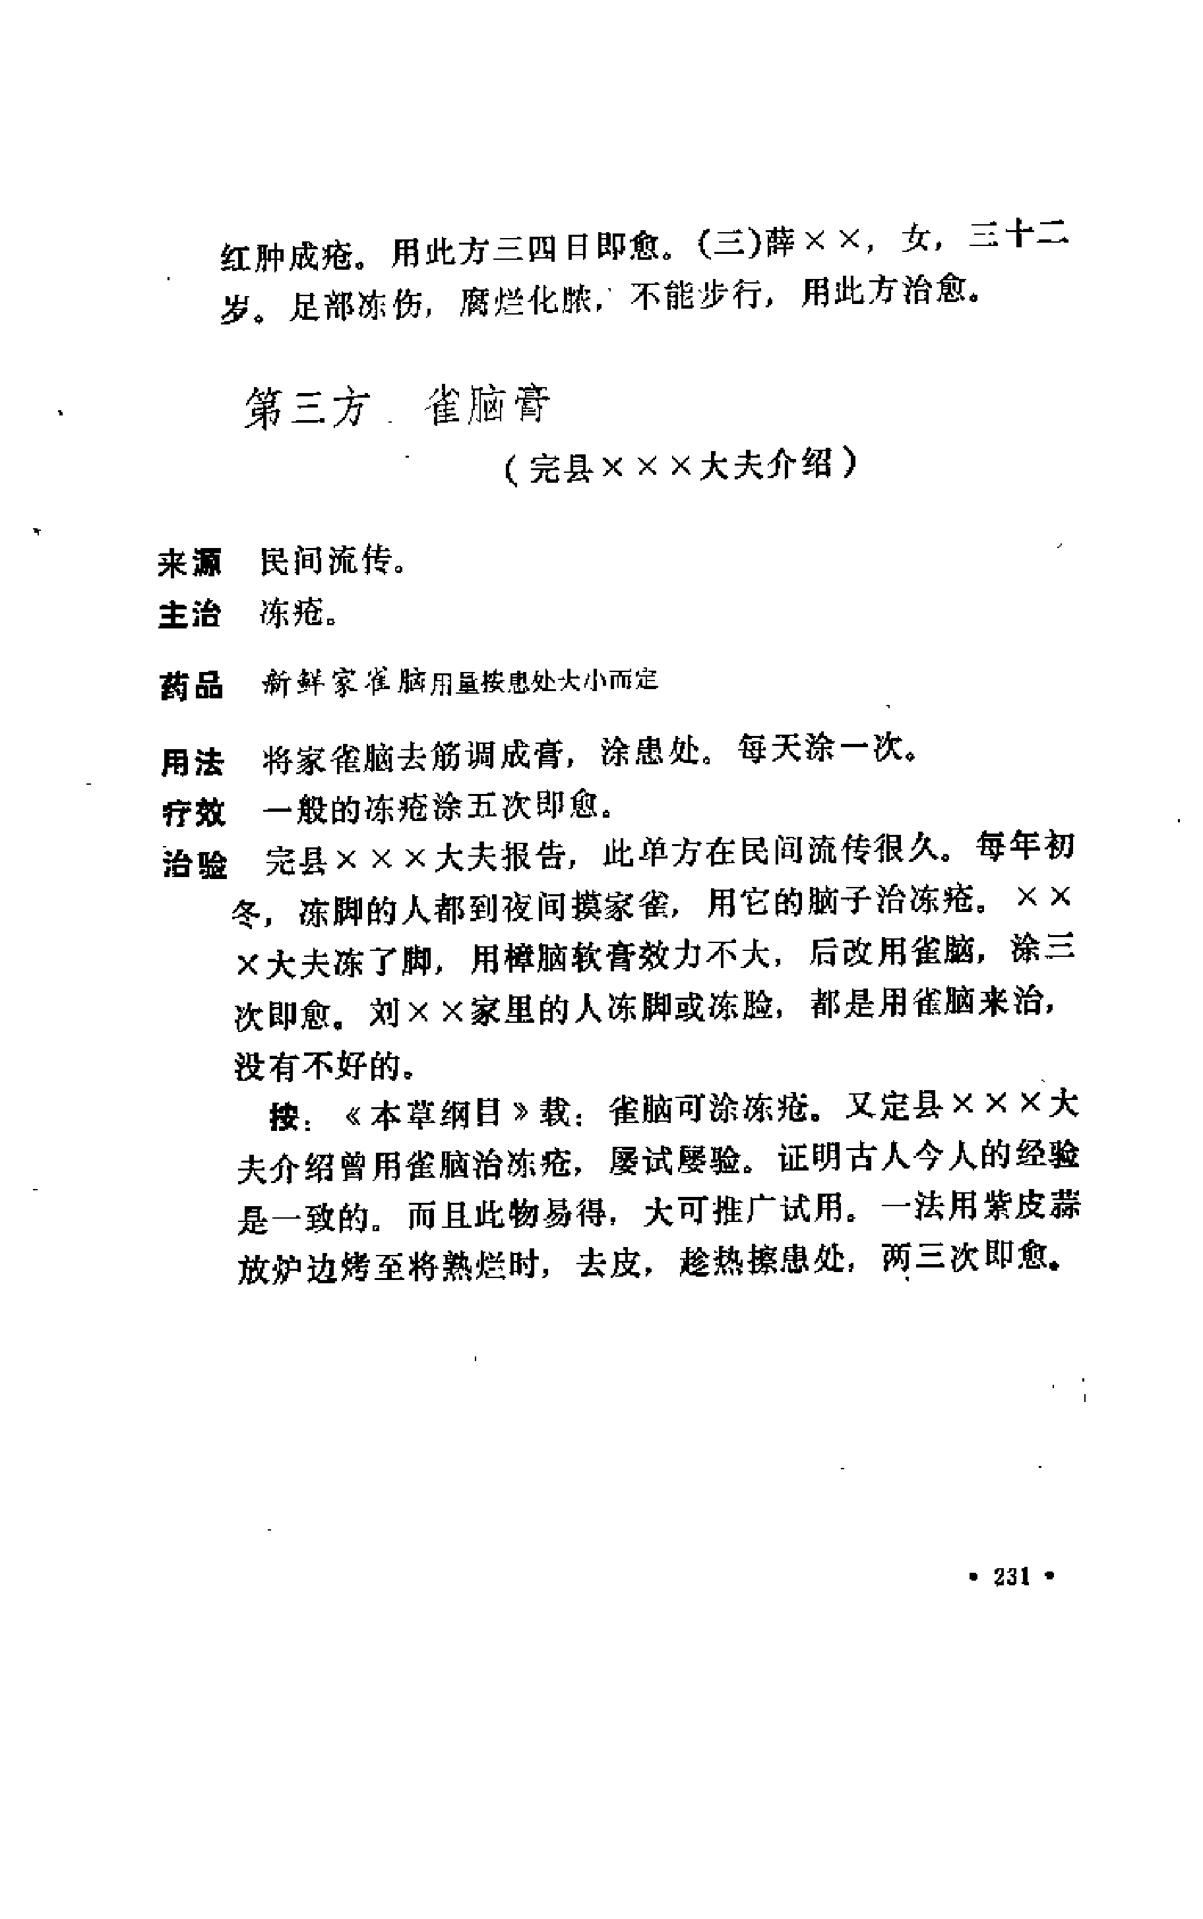 红肿成疮。用此方三四日即愈。(三)薛××，女，三十二
岁。足部冻伤，腐烂化脓，不能步行，用此方治愈。
第三方 雀脑膏
（完县×××大夫介绍）
来源 民间流传。
主治 冻疮。
药品 新鲜家雀脑用量按患处大小而定
用法 将家雀脑去筋调成膏，涂患处。每天涂一次。
疗效 一般的冻疮涂五次即愈。
治验 完县×××大夫报告，此单方在民间流传很久。每年初
冬，冻脚的人都到夜间摸家雀，用它的脑子治冻疮。××
×大夫冻了脚，用樟脑软膏效力不大，后改用雀脑，涂三
次即愈。刘××家里的人冻脚或冻脸，都是用雀脑来治，
没有不好的。
按：《本草纲目》载：雀脑可涂冻疮。又定县×××大
夫介绍曾用雀脑治冻疮，屡试屡验。证明古人今人的经验
是一致的。而且此物易得，大可推广试用。一法用紫皮蒜
放炉边烤至将熟烂时，去皮，趁热擦患处，两三次即愈。
• 231 •